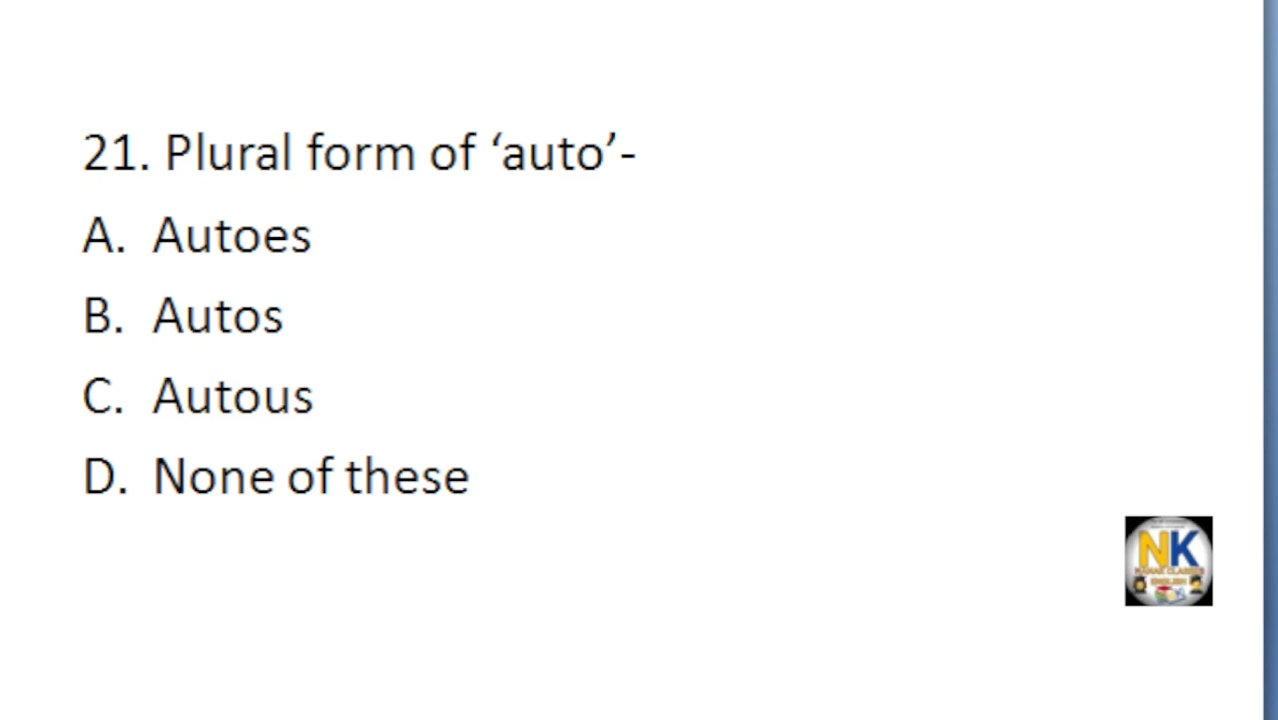 21. Plural form of ‘auto’-
A. Autoes
B. Autos
C. Autous
D. None of these
NK